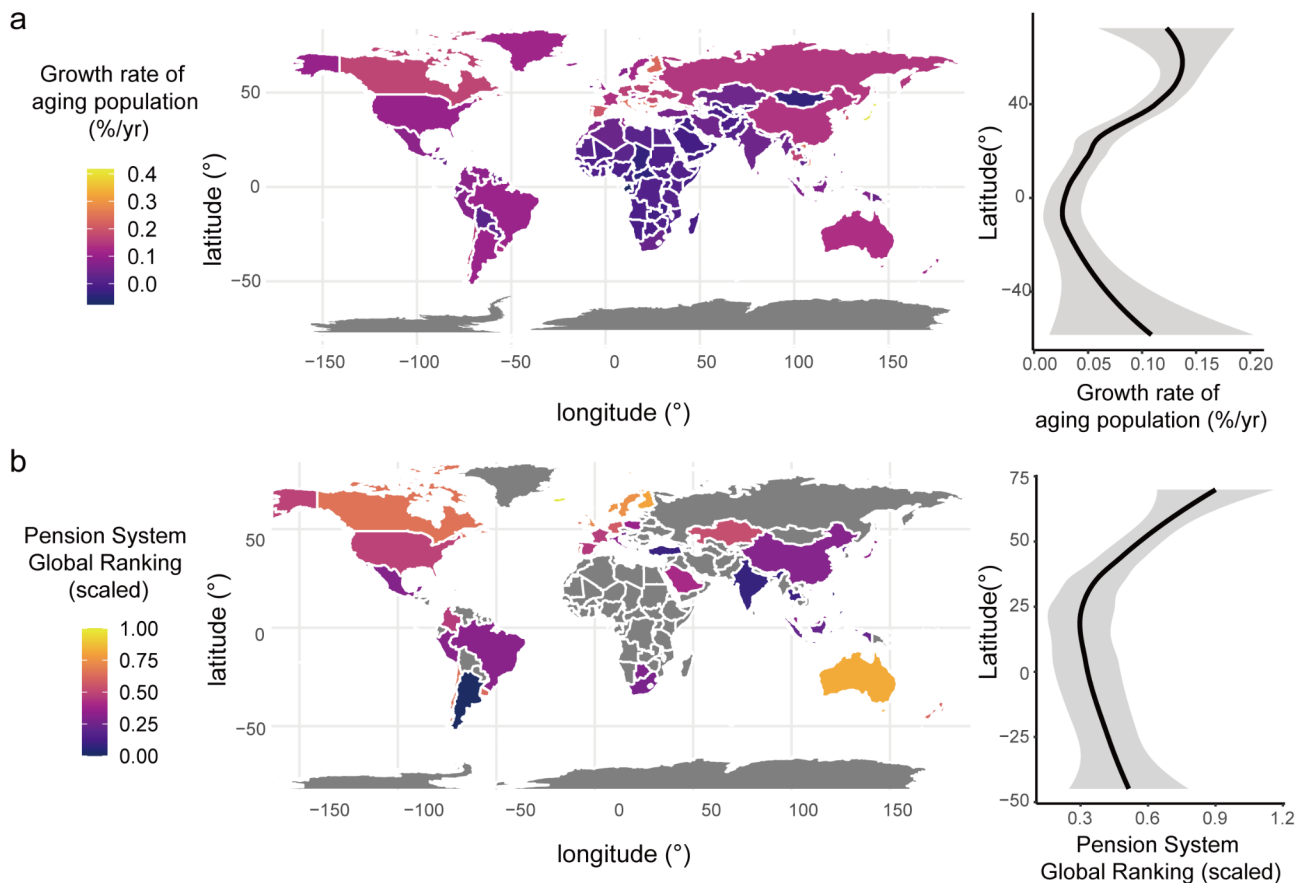 a
Growth rate of
aging population
(%/yr)
0.4
0.3
0.2
0.1
0.0
latitude (°)
50
0
−50
−150
−100
−50
0
50
100
150
longitude (°)
Latitude(°)
40
0
−40
0.00
0.05
0.10
0.15
0.20
Growth rate of
aging population (%/yr)
b
Pension System
Global Ranking
(scaled)
1.00
0.75
0.50
0.25
0.00
latitude (°)
50
0
−50
−150
−100
−50
0
50
100
150
longitude (°)
Latitude(°)
75
50
25
0
−25
−50
0.3
0.6
0.9
1.2
Pension System
Global Ranking (scaled)